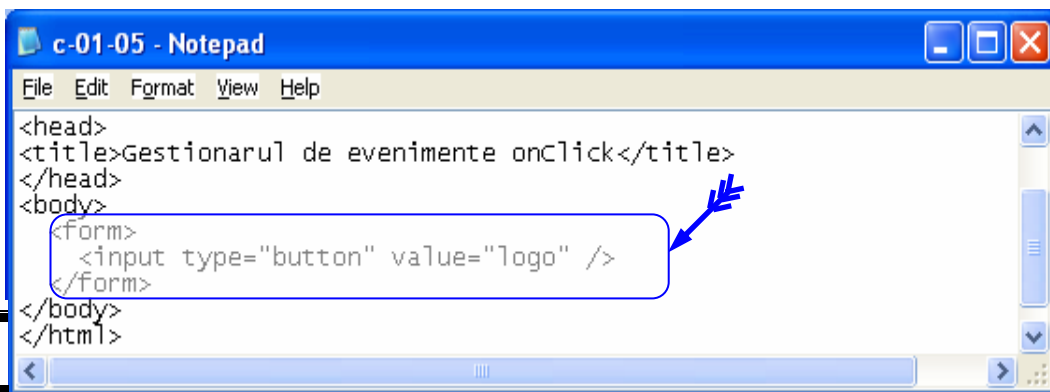 c-01-05 - Notepad
File Edit Format View Help
<head>
<title>Gestionarul de evenimente onClick</title>
</head>
<body>
<form>
<input type="button" value="logo" />
</form>
</body>
</html>